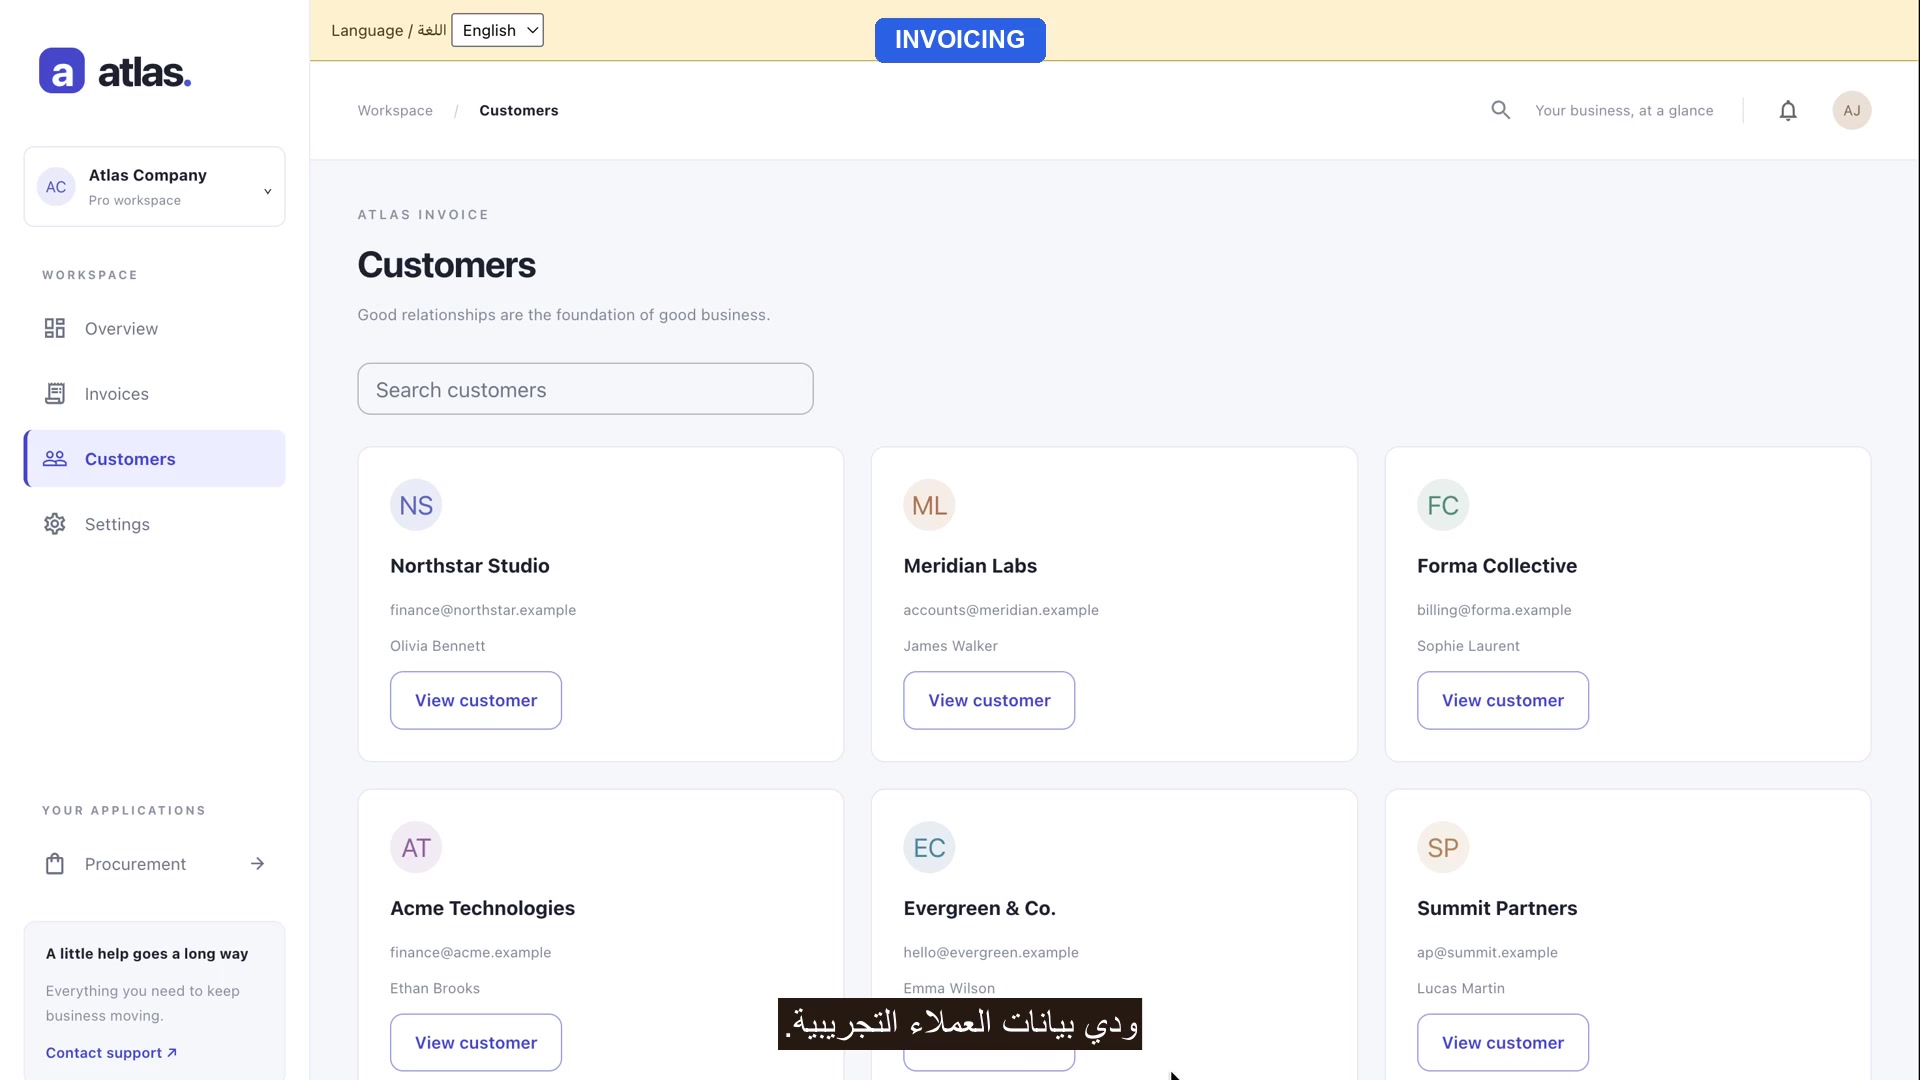 a atlas.
AC
Atlas Company
Pro workspace
WORKSPACE
Overview
Invoices
Customers
Settings
YOUR APPLICATIONS
Procurement
A little help goes a long way
Everything you need to keep
business moving.
Contact support ↗
Language / اللغة English
INVOICING
Workspace / Customers
Your business, at a glance
AJ
ATLAS INVOICE
Customers
Good relationships are the foundation of good business.
Search customers
NS
Northstar Studio
finance@northstar.example
Olivia Bennett
View customer
ML
Meridian Labs
accounts@meridian.example
James Walker
View customer
FC
Forma Collective
billing@forma.example
Sophie Laurent
View customer
AT
Acme Technologies
finance@acme.example
Ethan Brooks
View customer
EC
Evergreen & Co.
hello@evergreen.example
Emma Wilson
SP
Summit Partners
ap@summit.example
Lucas Martin
View customer
ودي بيانات العملاء التجريبية.